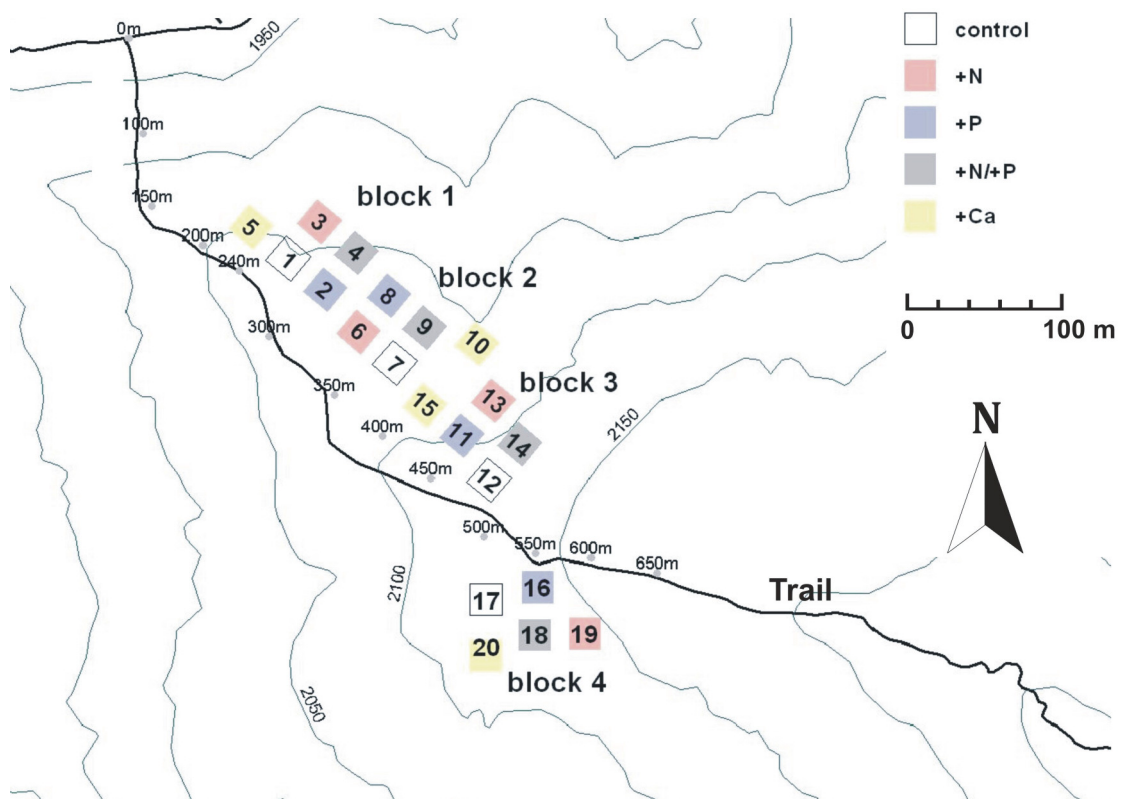 0m
1950
control
+N
100m
+P
+N/+P
150m
block 1
+Ca
5
3
200m
1
4
240m
block 2
2
8
0
100 m
300m
6
9
10
7
350m
block 3
15
13
2150
N
400m
11
14
450m
12
500m
550m
600m
650m
2100
16
Trail
17
18
19
20
block 4
2050